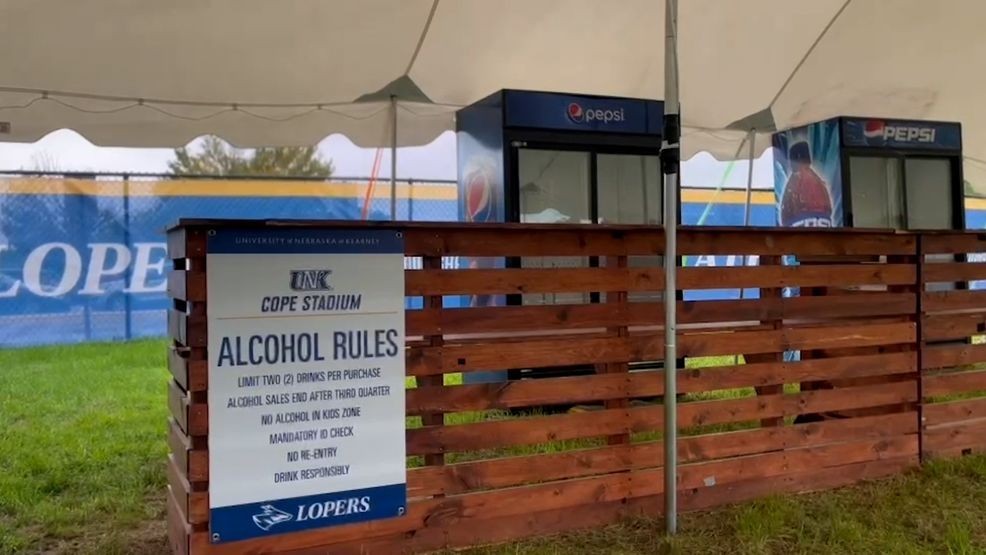 pepsi
PEPSI
PEPSI
LOPE
UNIVERSITY OF NEBRASKA AT KEARNEY
UNK
COPE STADIUM
ALCOHOL RULES
LIMIT TWO (2) DRINKS PER PURCHASE
ALCOHOL SALES END AFTER THIRD QUARTER
NO ALCOHOL IN KIDS ZONE
MANDATORY ID CHECK
NO RE-ENTRY
DRINK RESPONSIBLY
LOPERS